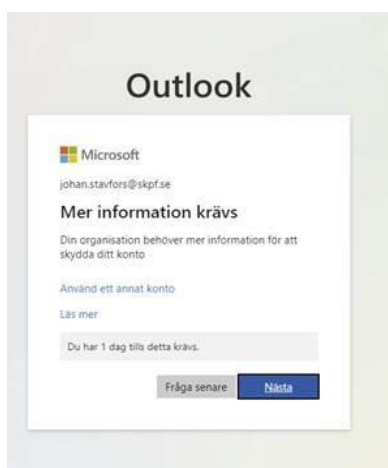 Outlook
Microsoft
johan.stavfors@skpf.se
Mer information krävs
Din organisation behöver mer information för att
skydda ditt konto
Använd ett annat konto
Läs mer
Du har 1 dag tills detta krävs.
Fråga senare
Nästa